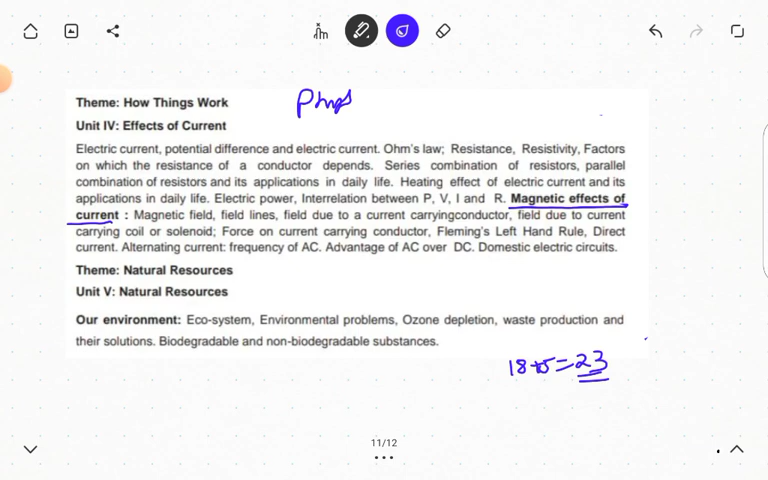 Theme: How Things Work
Phys
Unit IV: Effects of Current
Electric current, potential difference and electric current. Ohm's law; Resistance, Resistivity, Factors
on which the resistance of a conductor depends. Series combination of resistors, parallel
combination of resistors and its applications in daily life. Heating effect of electric current and its
applications in daily life. Electric power, Interrelation between P, V, I and R. Magnetic effects of
current : Magnetic field, field lines, field due to a current carryingconductor, field due to current
carrying coil or solenoid; Force on current carrying conductor, Fleming's Left Hand Rule, Direct
current. Alternating current: frequency of AC. Advantage of AC over DC. Domestic electric circuits.
Theme: Natural Resources
Unit V: Natural Resources
Our environment: Eco-system, Environmental problems, Ozone depletion, waste production and
their solutions. Biodegradable and non-biodegradable substances.
18+5=23
11/12